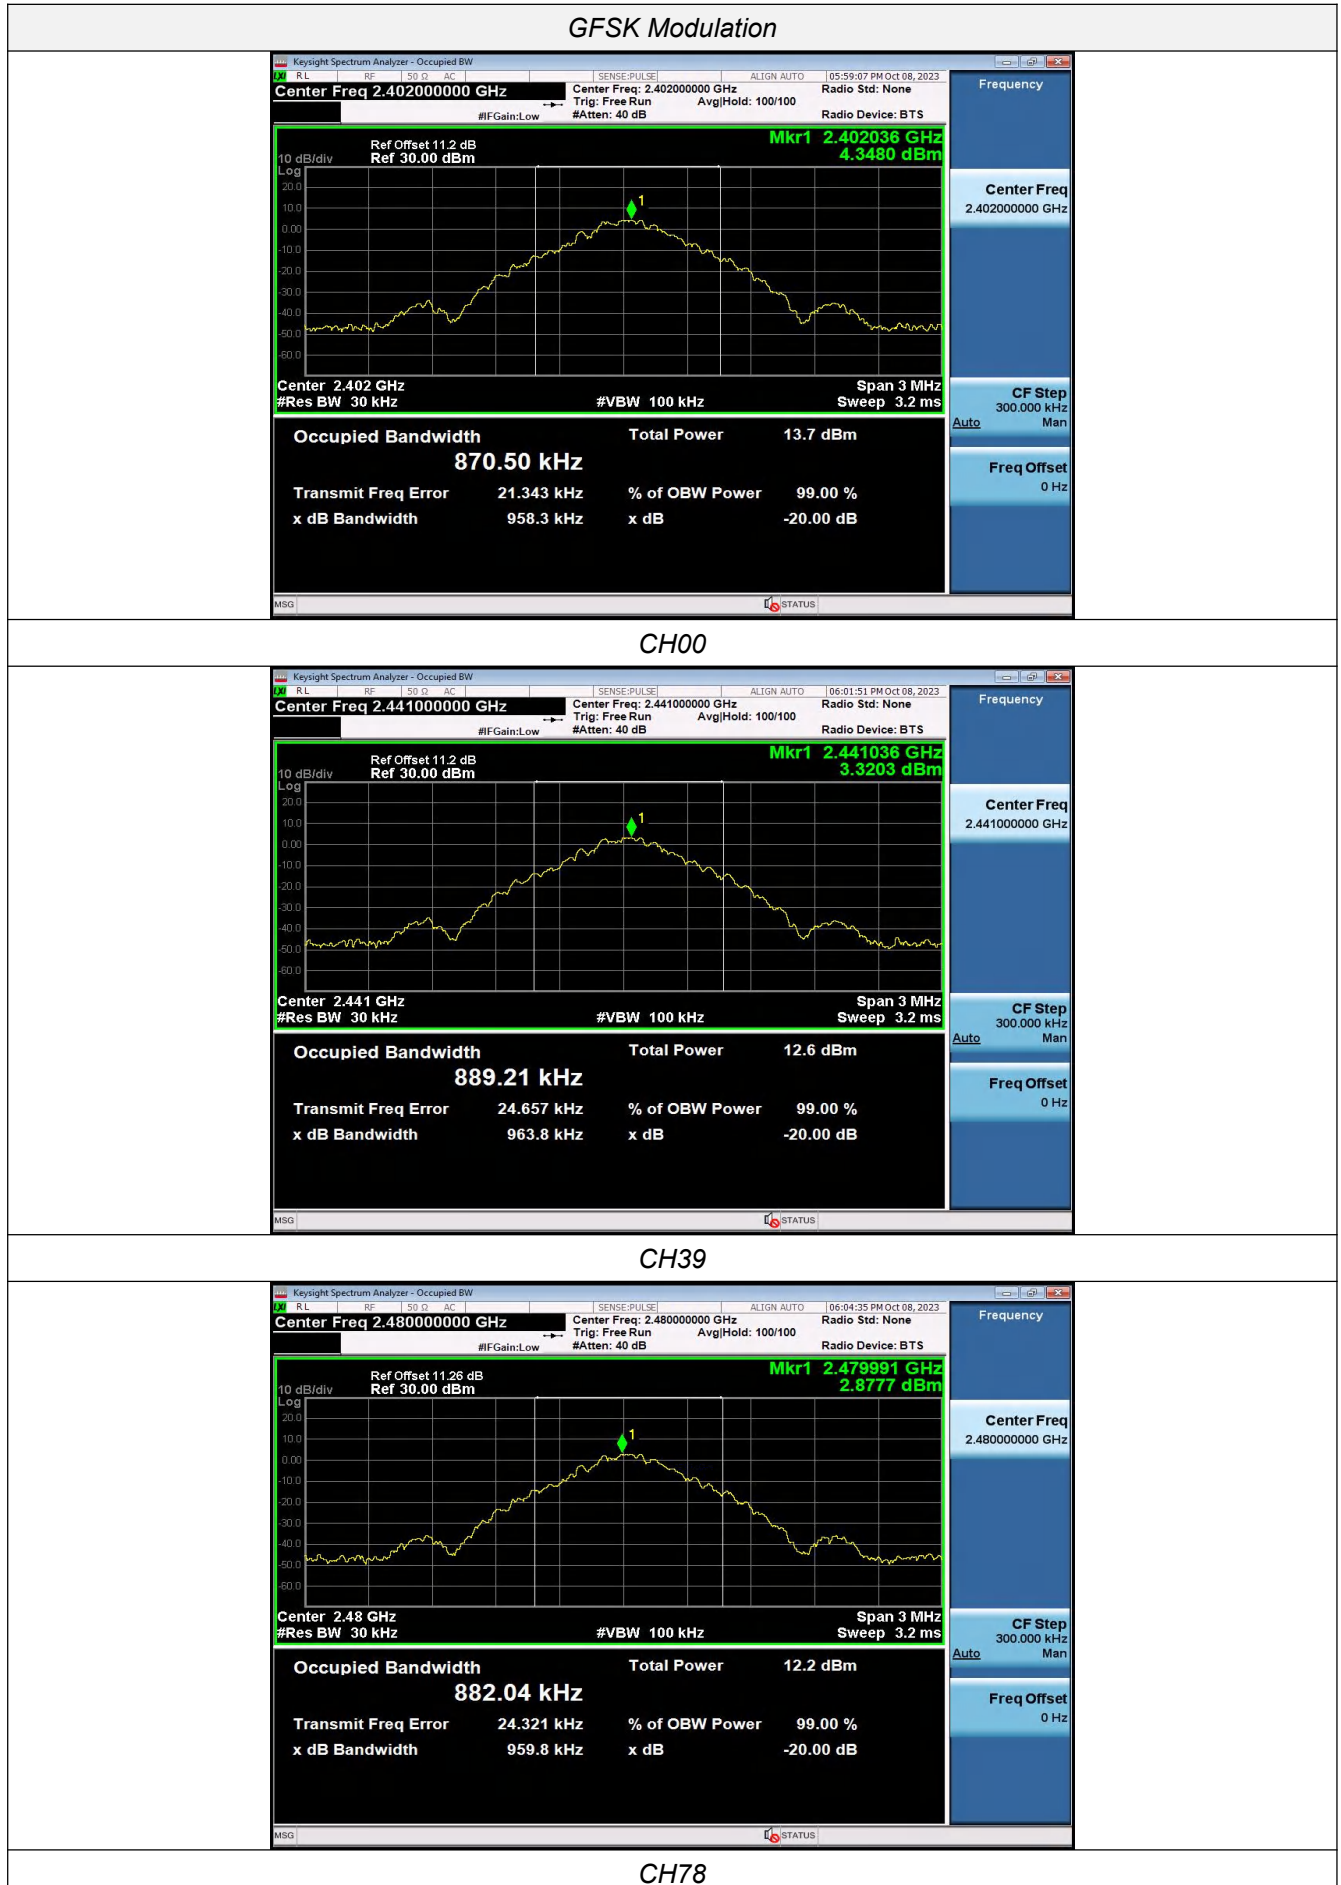 GFSK Modulation
Keysight Spectrum Analyzer - Occupied BW
LXI RL RF 50 Ω AC SENSE:PULSE ALIGN AUTO 05:59:07 PM Oct 08, 2023
Center Freq 2.402000000 GHz Center Freq: 2.402000000 GHz Radio Std: None Frequency
Trig: Free Run Avg|Hold: 100/100
#IFGain:Low #Atten: 40 dB Radio Device: BTS
Mkr1 2.402036 GHz
Ref Offset 11.2 dB
10 dB/div Ref 30.00 dBm 4.3480 dBm
Log
20.0
10.0
0.00
-10.0
-20.0
-30.0
-40.0
-50.0
-60.0
1
Center Freq
2.402000000 GHz
Center 2.402 GHz Span 3 MHz
#Res BW 30 kHz #VBW 100 kHz Sweep 3.2 ms
CF Step
300.000 kHz
Auto Man
Occupied Bandwidth Total Power 13.7 dBm
870.50 kHz
Transmit Freq Error 21.343 kHz % of OBW Power 99.00 %
x dB Bandwidth 958.3 kHz x dB -20.00 dB
Freq Offset
0 Hz
MSG STATUS
CH00
Keysight Spectrum Analyzer - Occupied BW
LXI RL RF 50 Ω AC SENSE:PULSE ALIGN AUTO 06:01:51 PM Oct 08, 2023
Center Freq 2.441000000 GHz Center Freq: 2.441000000 GHz Radio Std: None Frequency
Trig: Free Run Avg|Hold: 100/100
#IFGain:Low #Atten: 40 dB Radio Device: BTS
Mkr1 2.441036 GHz
Ref Offset 11.2 dB
10 dB/div Ref 30.00 dBm 3.3203 dBm
Log
20.0
10.0
0.00
-10.0
-20.0
-30.0
-40.0
-50.0
-60.0
1
Center Freq
2.441000000 GHz
Center 2.441 GHz Span 3 MHz
#Res BW 30 kHz #VBW 100 kHz Sweep 3.2 ms
CF Step
300.000 kHz
Auto Man
Occupied Bandwidth Total Power 12.6 dBm
889.21 kHz
Transmit Freq Error 24.657 kHz % of OBW Power 99.00 %
x dB Bandwidth 963.8 kHz x dB -20.00 dB
Freq Offset
0 Hz
MSG STATUS
CH39
Keysight Spectrum Analyzer - Occupied BW
LXI RL RF 50 Ω AC SENSE:PULSE ALIGN AUTO 06:04:35 PM Oct 08, 2023
Center Freq 2.480000000 GHz Center Freq: 2.480000000 GHz Radio Std: None Frequency
Trig: Free Run Avg|Hold: 100/100
#IFGain:Low #Atten: 40 dB Radio Device: BTS
Mkr1 2.479991 GHz
Ref Offset 11.26 dB
10 dB/div Ref 30.00 dBm 2.8777 dBm
Log
20.0
10.0
0.00
-10.0
-20.0
-30.0
-40.0
-50.0
-60.0
1
Center Freq
2.480000000 GHz
Center 2.48 GHz Span 3 MHz
#Res BW 30 kHz #VBW 100 kHz Sweep 3.2 ms
CF Step
300.000 kHz
Auto Man
Occupied Bandwidth Total Power 12.2 dBm
882.04 kHz
Transmit Freq Error 24.321 kHz % of OBW Power 99.00 %
x dB Bandwidth 959.8 kHz x dB -20.00 dB
Freq Offset
0 Hz
MSG STATUS
CH78